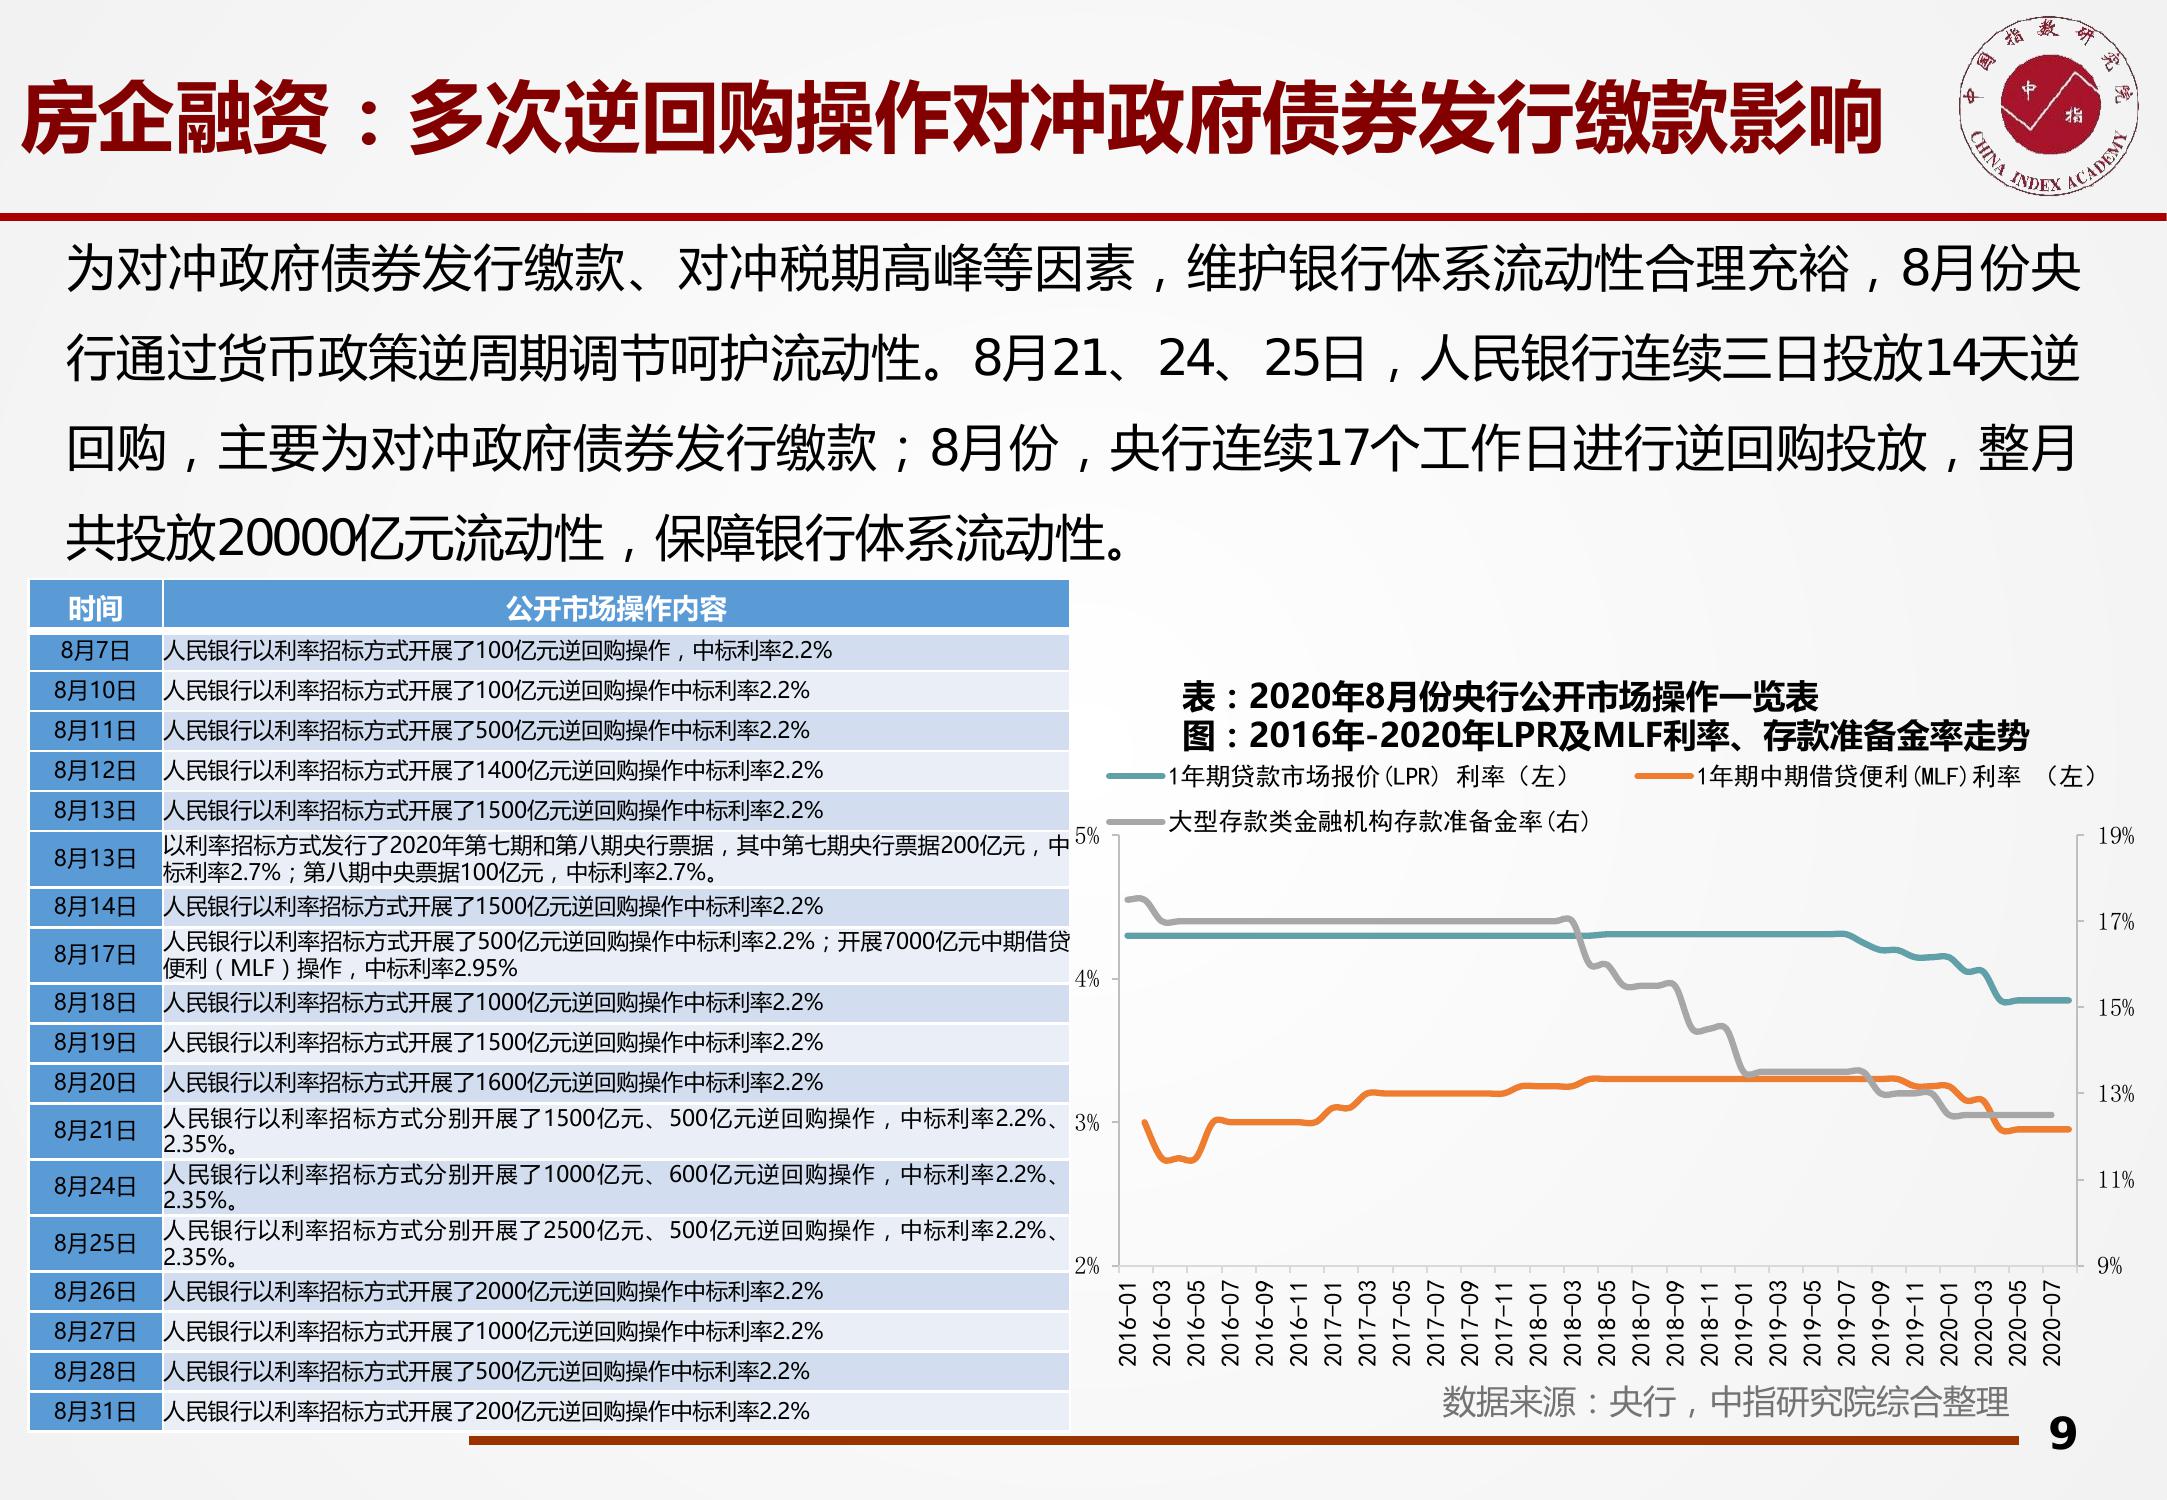 房企融资：多次逆回购操作对冲政府债券发行缴款影响
中国指数研究院
中
指
CHINA INDEX ACADEMY
为对冲政府债券发行缴款、对冲税期高峰等因素，维护银行体系流动性合理充裕，8月份央
行通过货币政策逆周期调节呵护流动性。8月21、24、25日，人民银行连续三日投放14天逆
回购，主要为对冲政府债券发行缴款；8月份，央行连续17个工作日进行逆回购投放，整月
共投放20000亿元流动性，保障银行体系流动性。
时间 公开市场操作内容
8月7日 人民银行以利率招标方式开展了100亿元逆回购操作，中标利率2.2%
8月10日 人民银行以利率招标方式开展了100亿元逆回购操作中标利率2.2%
8月11日 人民银行以利率招标方式开展了500亿元逆回购操作中标利率2.2%
8月12日 人民银行以利率招标方式开展了1400亿元逆回购操作中标利率2.2%
8月13日 人民银行以利率招标方式开展了1500亿元逆回购操作中标利率2.2%
8月13日 以利率招标方式发行了2020年第七期和第八期央行票据，其中第七期央行票据200亿元，中
标利率2.7%；第八期中央票据100亿元，中标利率2.7%。
8月14日 人民银行以利率招标方式开展了1500亿元逆回购操作中标利率2.2%
8月17日 人民银行以利率招标方式开展了500亿元逆回购操作中标利率2.2%；开展7000亿元中期借贷
便利（MLF）操作，中标利率2.95%
8月18日 人民银行以利率招标方式开展了1000亿元逆回购操作中标利率2.2%
8月19日 人民银行以利率招标方式开展了1500亿元逆回购操作中标利率2.2%
8月20日 人民银行以利率招标方式开展了1600亿元逆回购操作中标利率2.2%
8月21日 人民银行以利率招标方式分别开展了1500亿元、500亿元逆回购操作，中标利率2.2%、
2.35%。
8月24日 人民银行以利率招标方式分别开展了1000亿元、600亿元逆回购操作，中标利率2.2%、
2.35%。
8月25日 人民银行以利率招标方式分别开展了2500亿元、500亿元逆回购操作，中标利率2.2%、
2.35%。
8月26日 人民银行以利率招标方式开展了2000亿元逆回购操作中标利率2.2%
8月27日 人民银行以利率招标方式开展了1000亿元逆回购操作中标利率2.2%
8月28日 人民银行以利率招标方式开展了500亿元逆回购操作中标利率2.2%
8月31日 人民银行以利率招标方式开展了200亿元逆回购操作中标利率2.2%
表：2020年8月份央行公开市场操作一览表
图：2016年-2020年LPR及MLF利率、存款准备金率走势
1年期贷款市场报价(LPR) 利率（左） 1年期中期借贷便利(MLF)利率 （左）
大型存款类金融机构存款准备金率(右)
5%
4%
3%
2%
19%
17%
15%
13%
11%
9%
2016-01
2016-03
2016-05
2016-07
2016-09
2016-11
2017-01
2017-03
2017-05
2017-07
2017-09
2017-11
2018-01
2018-03
2018-05
2018-07
2018-09
2018-11
2019-01
2019-03
2019-05
2019-07
2019-09
2019-11
2020-01
2020-03
2020-05
2020-07
数据来源：央行，中指研究院综合整理
9